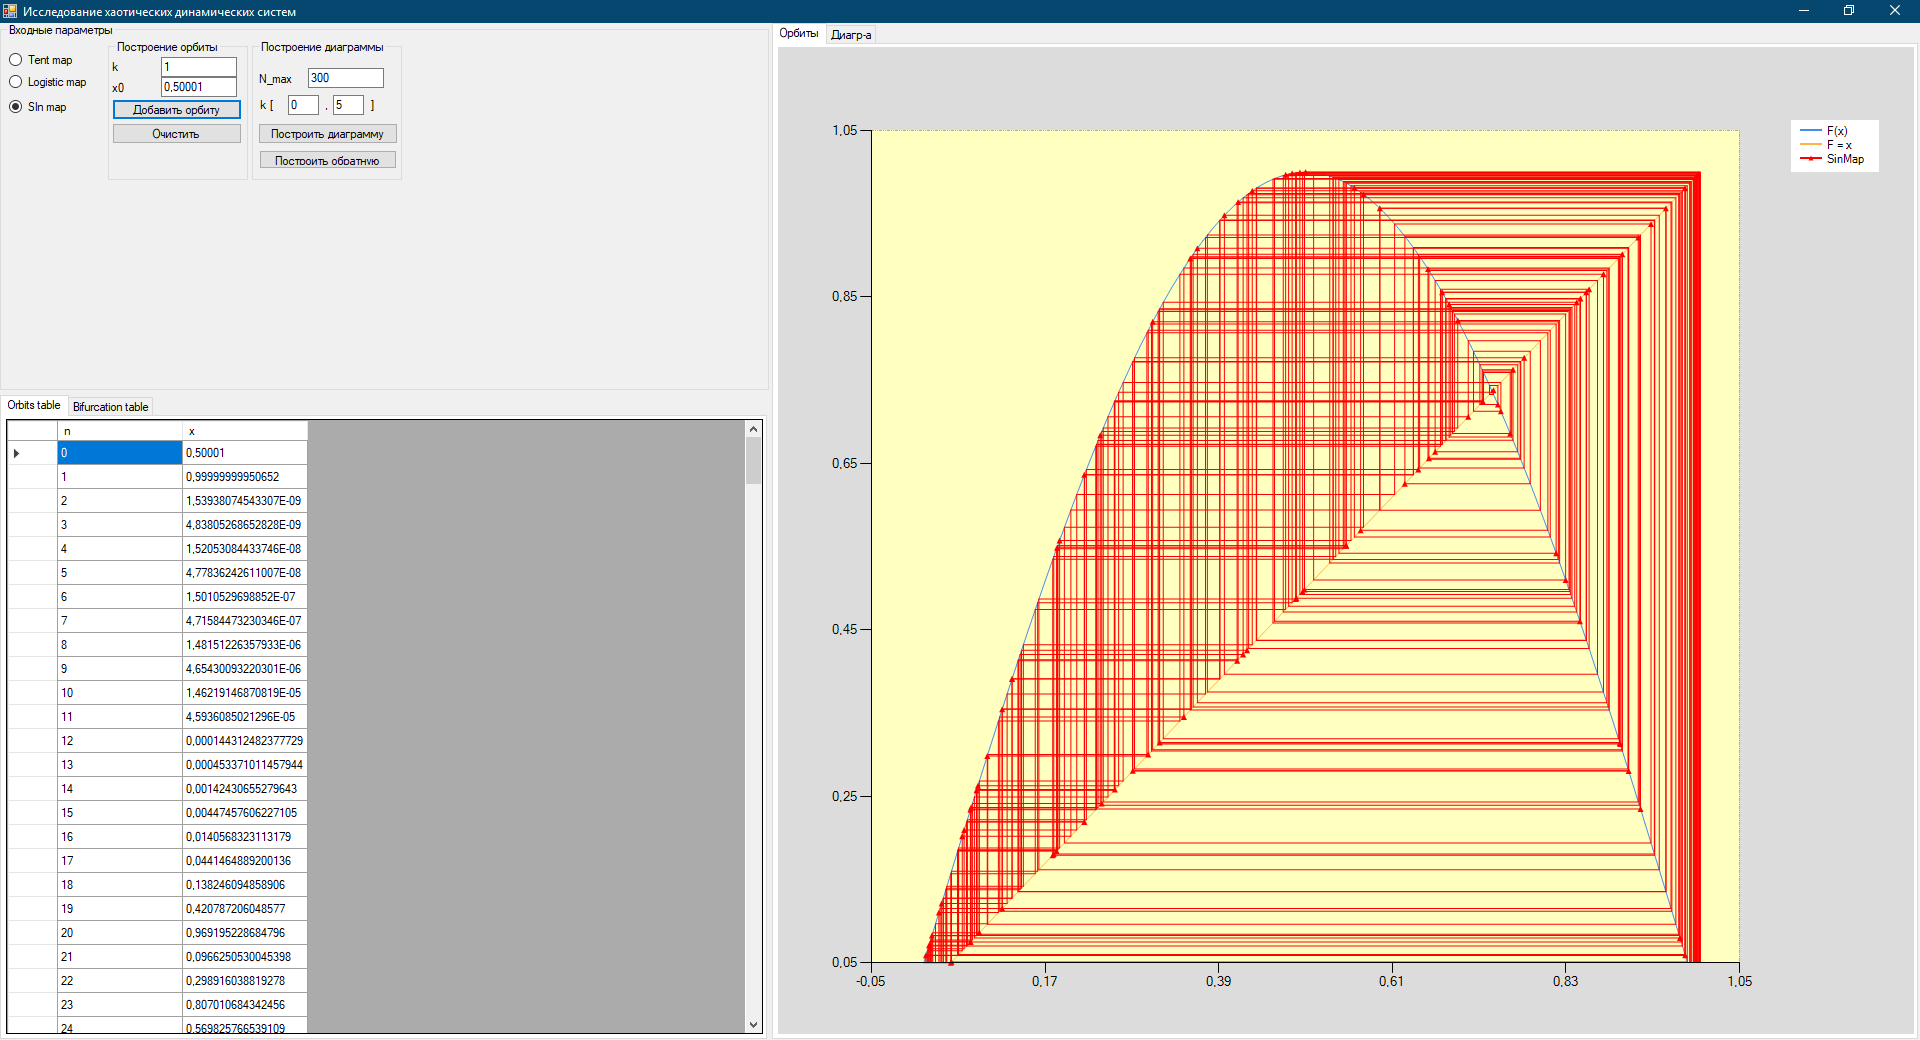 Исследование хаотических динамических систем
Входные параметры
Tent map
Logistic map
SIn map
Построение орбиты
k 1
x0 0,50001
Добавить орбиту
Очистить
Построение диаграммы
N_max 300
k [ 0 , 5 ]
Построить диаграмму
Построить обратную
Orbits table Bifurcation table
n x
0 0,50001
1 0,99999999950652
2 1,53938074543307E-09
3 4,83805268652828E-09
4 1,52053084433746E-08
5 4,77836242611007E-08
6 1,5010529698852E-07
7 4,71584473230346E-07
8 1,48151226357933E-06
9 4,65430093220301E-06
10 1,46219146870819E-05
11 4,5936085021296E-05
12 0,000144312482377729
13 0,000453371011457944
14 0,00142430655279643
15 0,00447457606227105
16 0,0140568323113179
17 0,0441464889200136
18 0,138246094858906
19 0,420787206048577
20 0,969195228684796
21 0,0966250530045398
22 0,298916038819278
23 0,807010684342456
24 0,569825766539109
Орбиты Диагр-а
1,05
0,85
0,65
0,45
0,25
0,05
-0,05 0,17 0,39 0,61 0,83 1,05
F(x)
F = x
SinMap